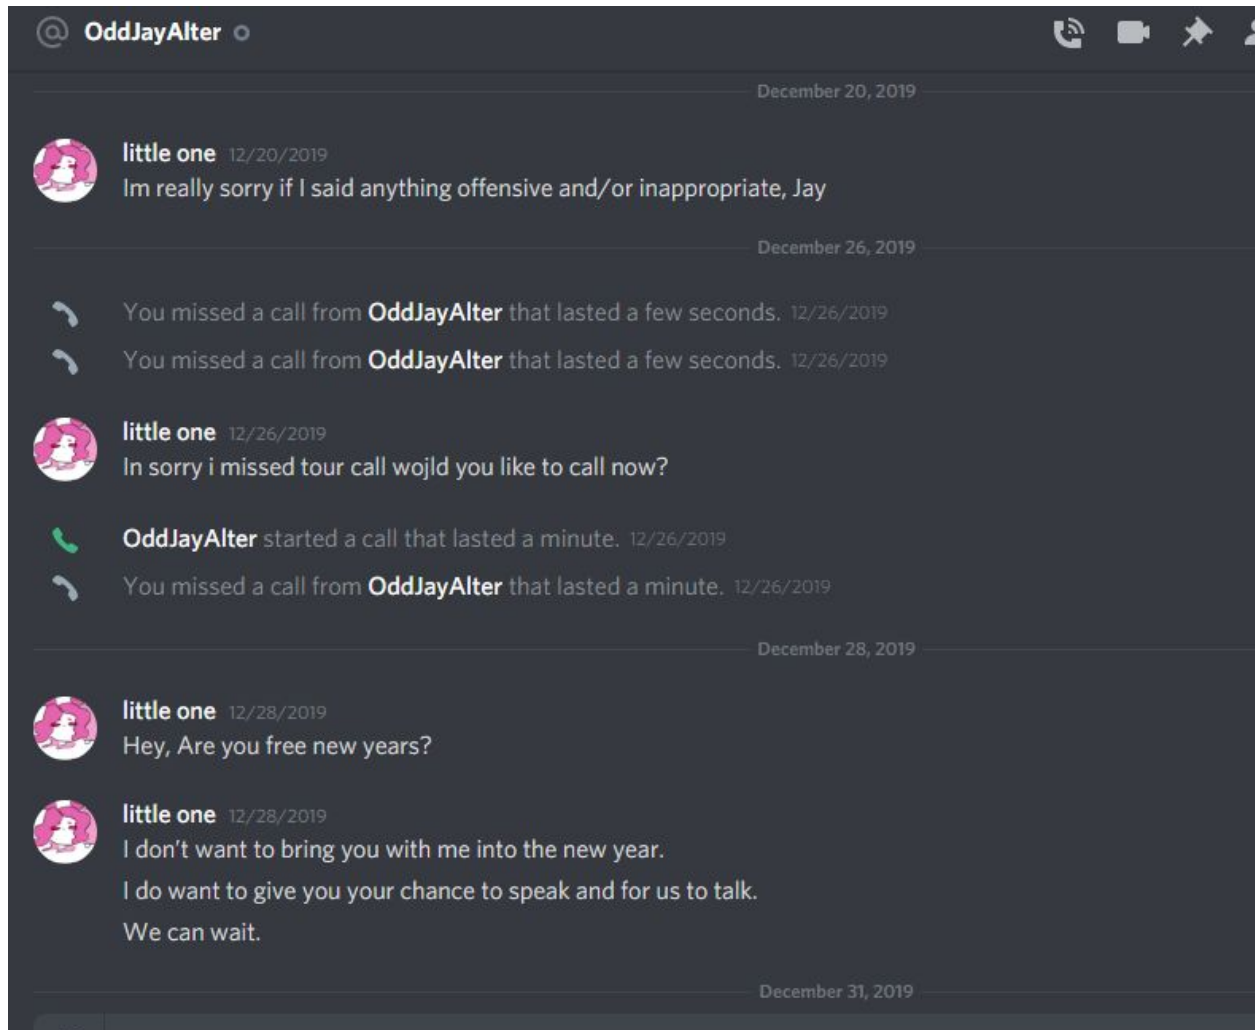 @ OddJayAlter
December 20, 2019
little one 12/20/2019
Im really sorry if I said anything offensive and/or inappropriate, Jay
December 26, 2019
You missed a call from OddJayAlter that lasted a few seconds. 12/26/2019
You missed a call from OddJayAlter that lasted a few seconds. 12/26/2019
little one 12/26/2019
In sorry i missed tour call wojld you like to call now?
OddJayAlter started a call that lasted a minute. 12/26/2019
You missed a call from OddJayAlter that lasted a minute. 12/26/2019
December 28, 2019
little one 12/28/2019
Hey, Are you free new years?
little one 12/28/2019
I don’t want to bring you with me into the new year.
I do want to give you your chance to speak and for us to talk.
We can wait.
December 31, 2019